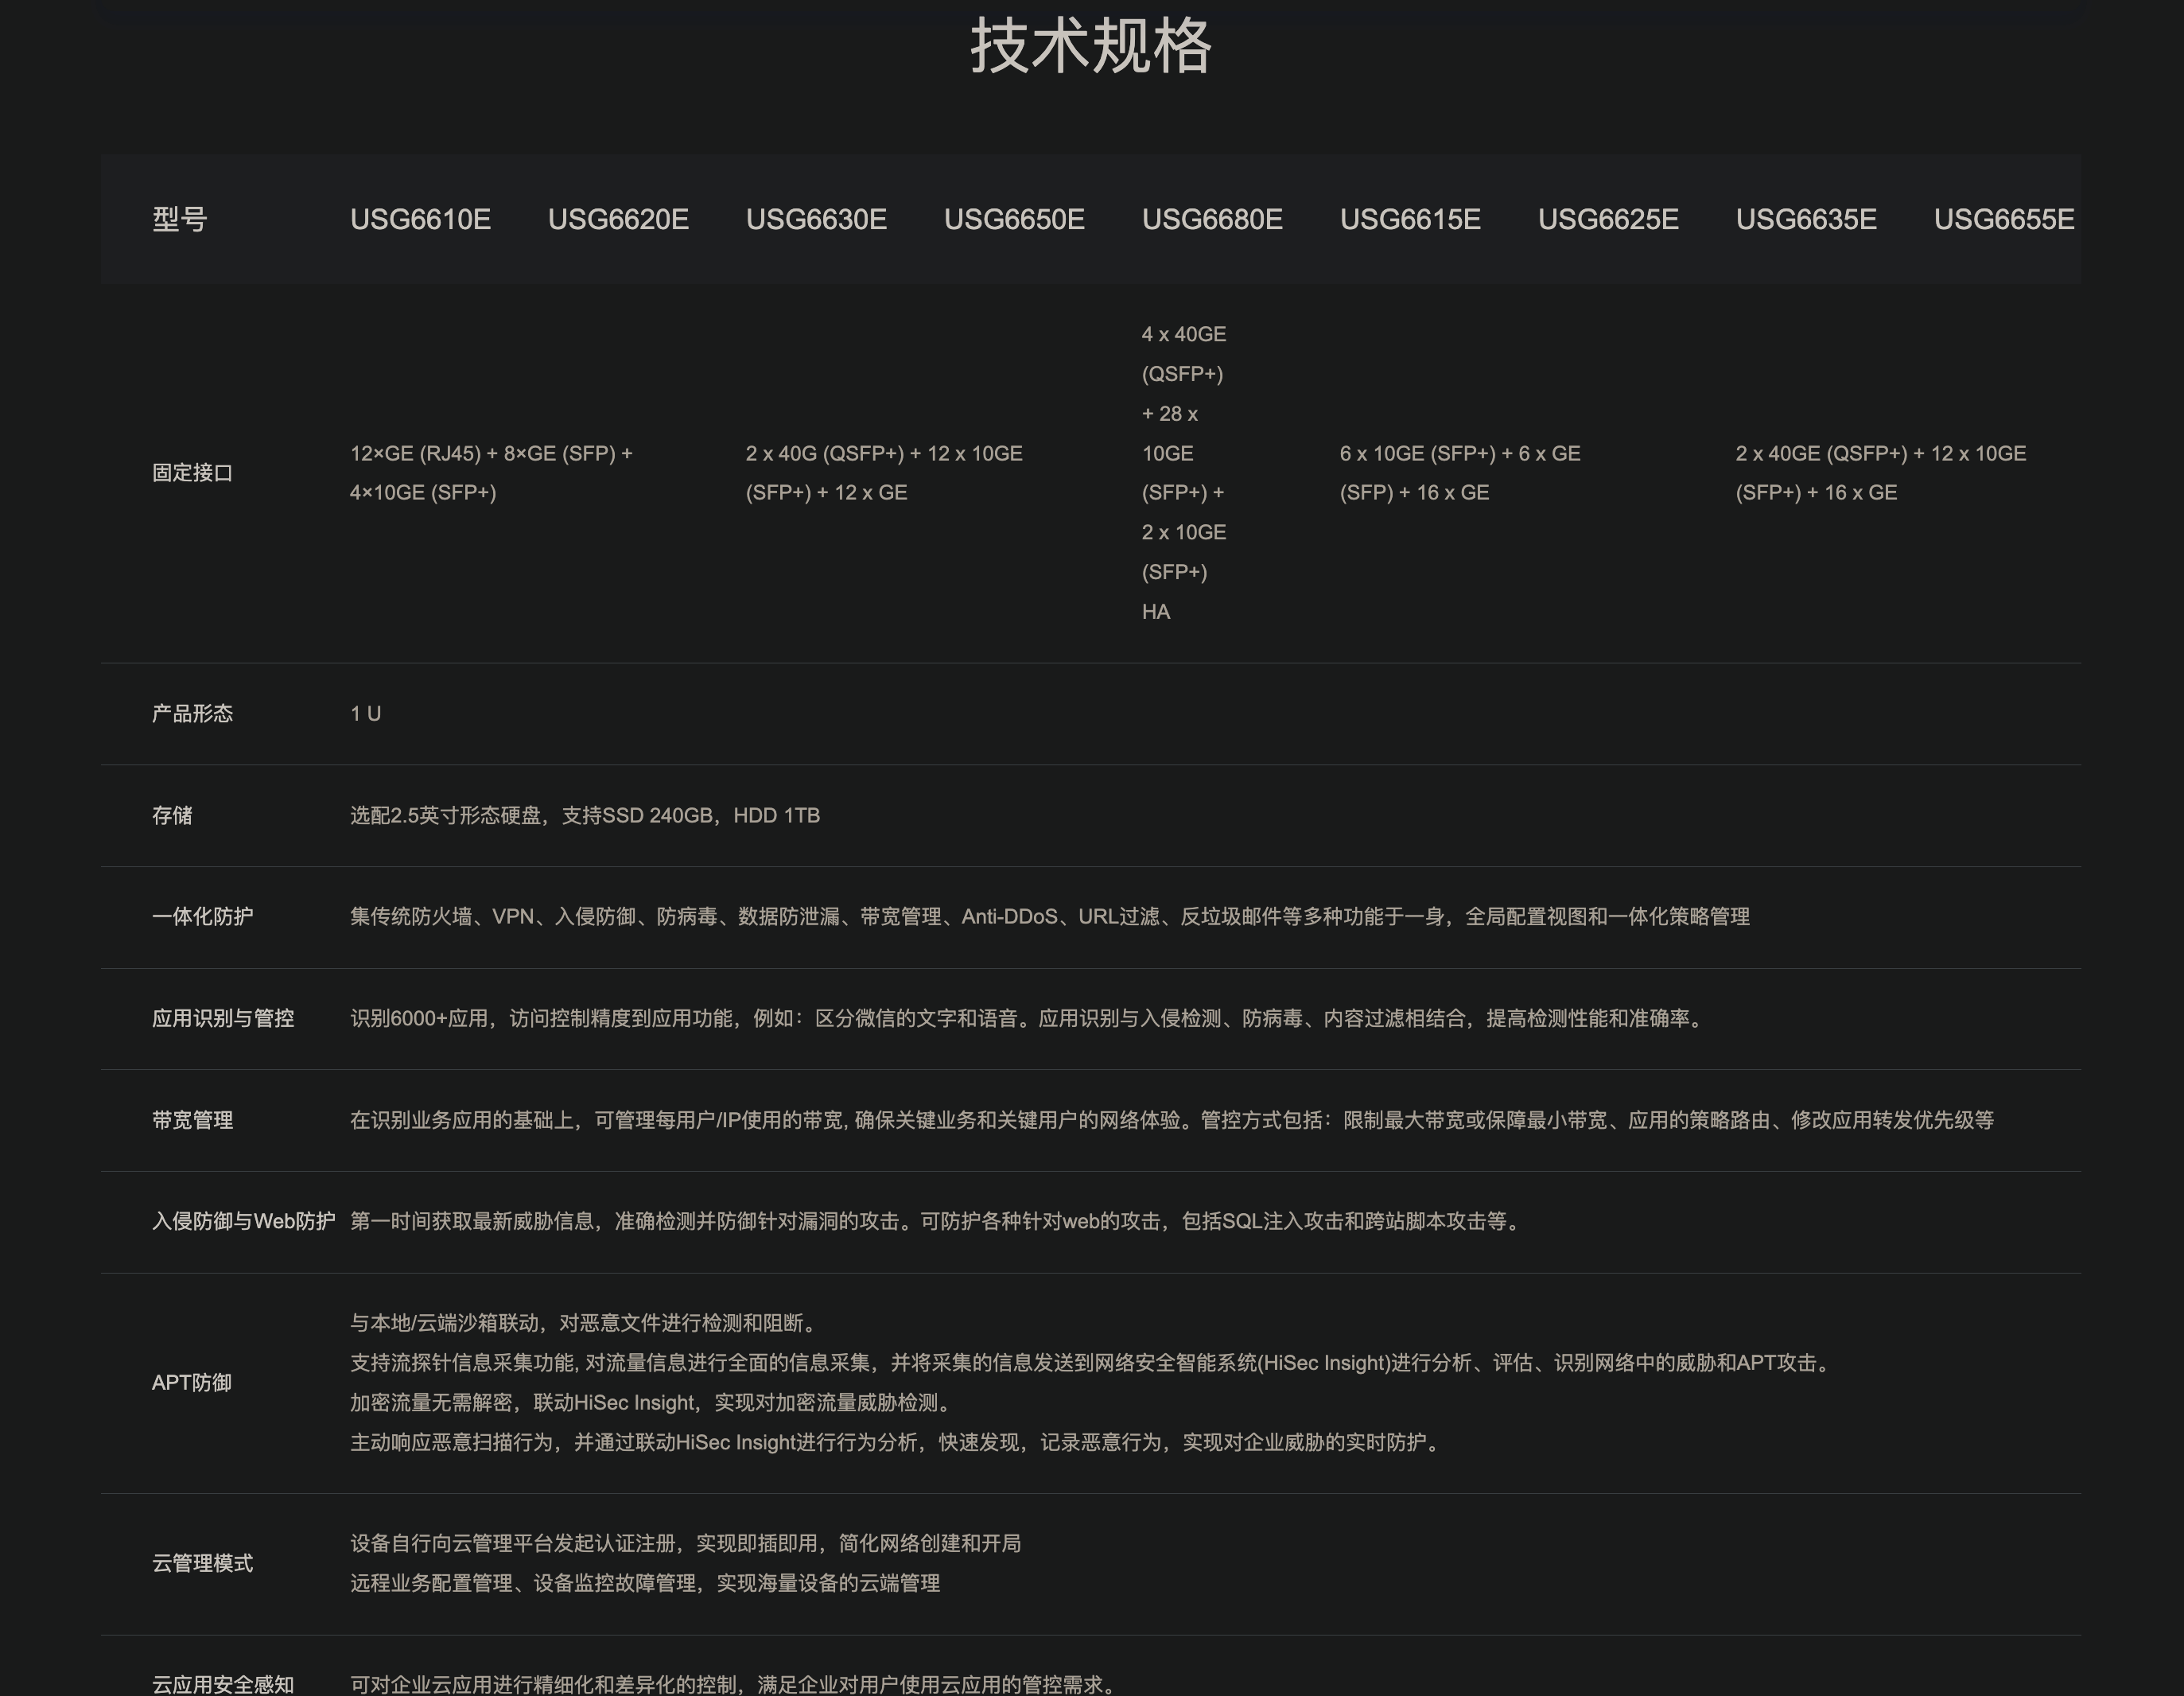 技术规格
型号 USG6610E USG6620E USG6630E USG6650E USG6680E USG6615E USG6625E USG6635E USG6655E
固定接口
12×GE (RJ45) + 8×GE (SFP) +
4×10GE (SFP+)
2 x 40G (QSFP+) + 12 x 10GE
(SFP+) + 12 x GE
4 x 40GE
(QSFP+)
+ 28 x
10GE
(SFP+) +
2 x 10GE
(SFP+)
HA
6 x 10GE (SFP+) + 6 x GE
(SFP) + 16 x GE
2 x 40GE (QSFP+) + 12 x 10GE
(SFP+) + 16 x GE
产品形态 1 U
存储 选配2.5英寸形态硬盘，支持SSD 240GB，HDD 1TB
一体化防护 集传统防火墙、VPN、入侵防御、防病毒、数据防泄漏、带宽管理、Anti-DDoS、URL过滤、反垃圾邮件等多种功能于一身，全局配置视图和一体化策略管理
应用识别与管控 识别6000+应用，访问控制精度到应用功能，例如：区分微信的文字和语音。应用识别与入侵检测、防病毒、内容过滤相结合，提高检测性能和准确率。
带宽管理 在识别业务应用的基础上，可管理每用户/IP使用的带宽, 确保关键业务和关键用户的网络体验。管控方式包括：限制最大带宽或保障最小带宽、应用的策略路由、修改应用转发优先级等
入侵防御与Web防护 第一时间获取最新威胁信息，准确检测并防御针对漏洞的攻击。可防护各种针对web的攻击，包括SQL注入攻击和跨站脚本攻击等。
APT防御
与本地/云端沙箱联动，对恶意文件进行检测和阻断。
支持流探针信息采集功能, 对流量信息进行全面的信息采集，并将采集的信息发送到网络安全智能系统(HiSec Insight)进行分析、评估、识别网络中的威胁和APT攻击。
加密流量无需解密，联动HiSec Insight，实现对加密流量威胁检测。
主动响应恶意扫描行为，并通过联动HiSec Insight进行行为分析，快速发现，记录恶意行为，实现对企业威胁的实时防护。
云管理模式
设备自行向云管理平台发起认证注册，实现即插即用，简化网络创建和开局
远程业务配置管理、设备监控故障管理，实现海量设备的云端管理
云应用安全感知 可对企业云应用进行精细化和差异化的控制，满足企业对用户使用云应用的管控需求。